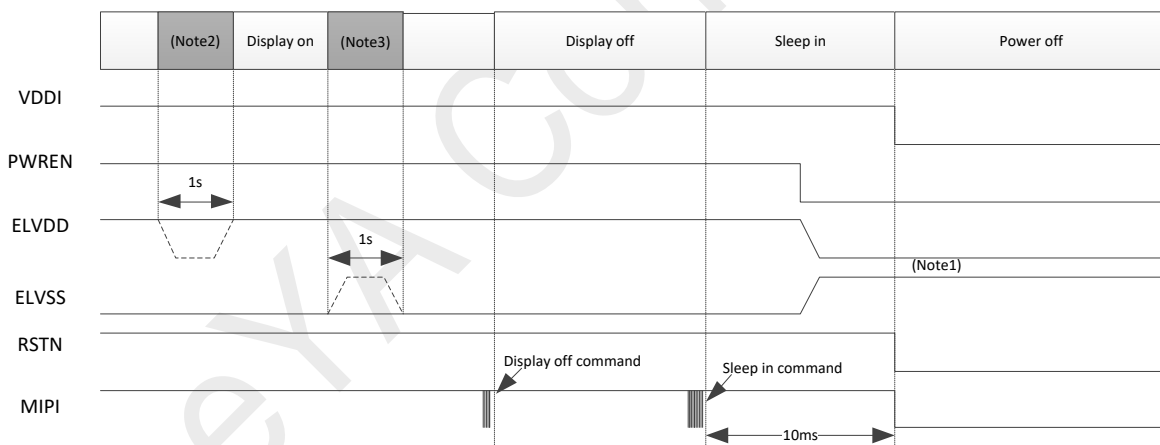 (Note2) Display on (Note3) Display off Sleep in Power off
VDDI
PWREN
1s
ELVDD
1s
(Note1)
ELVSS
RSTN
Display off command
Sleep in command
MIPI
10ms